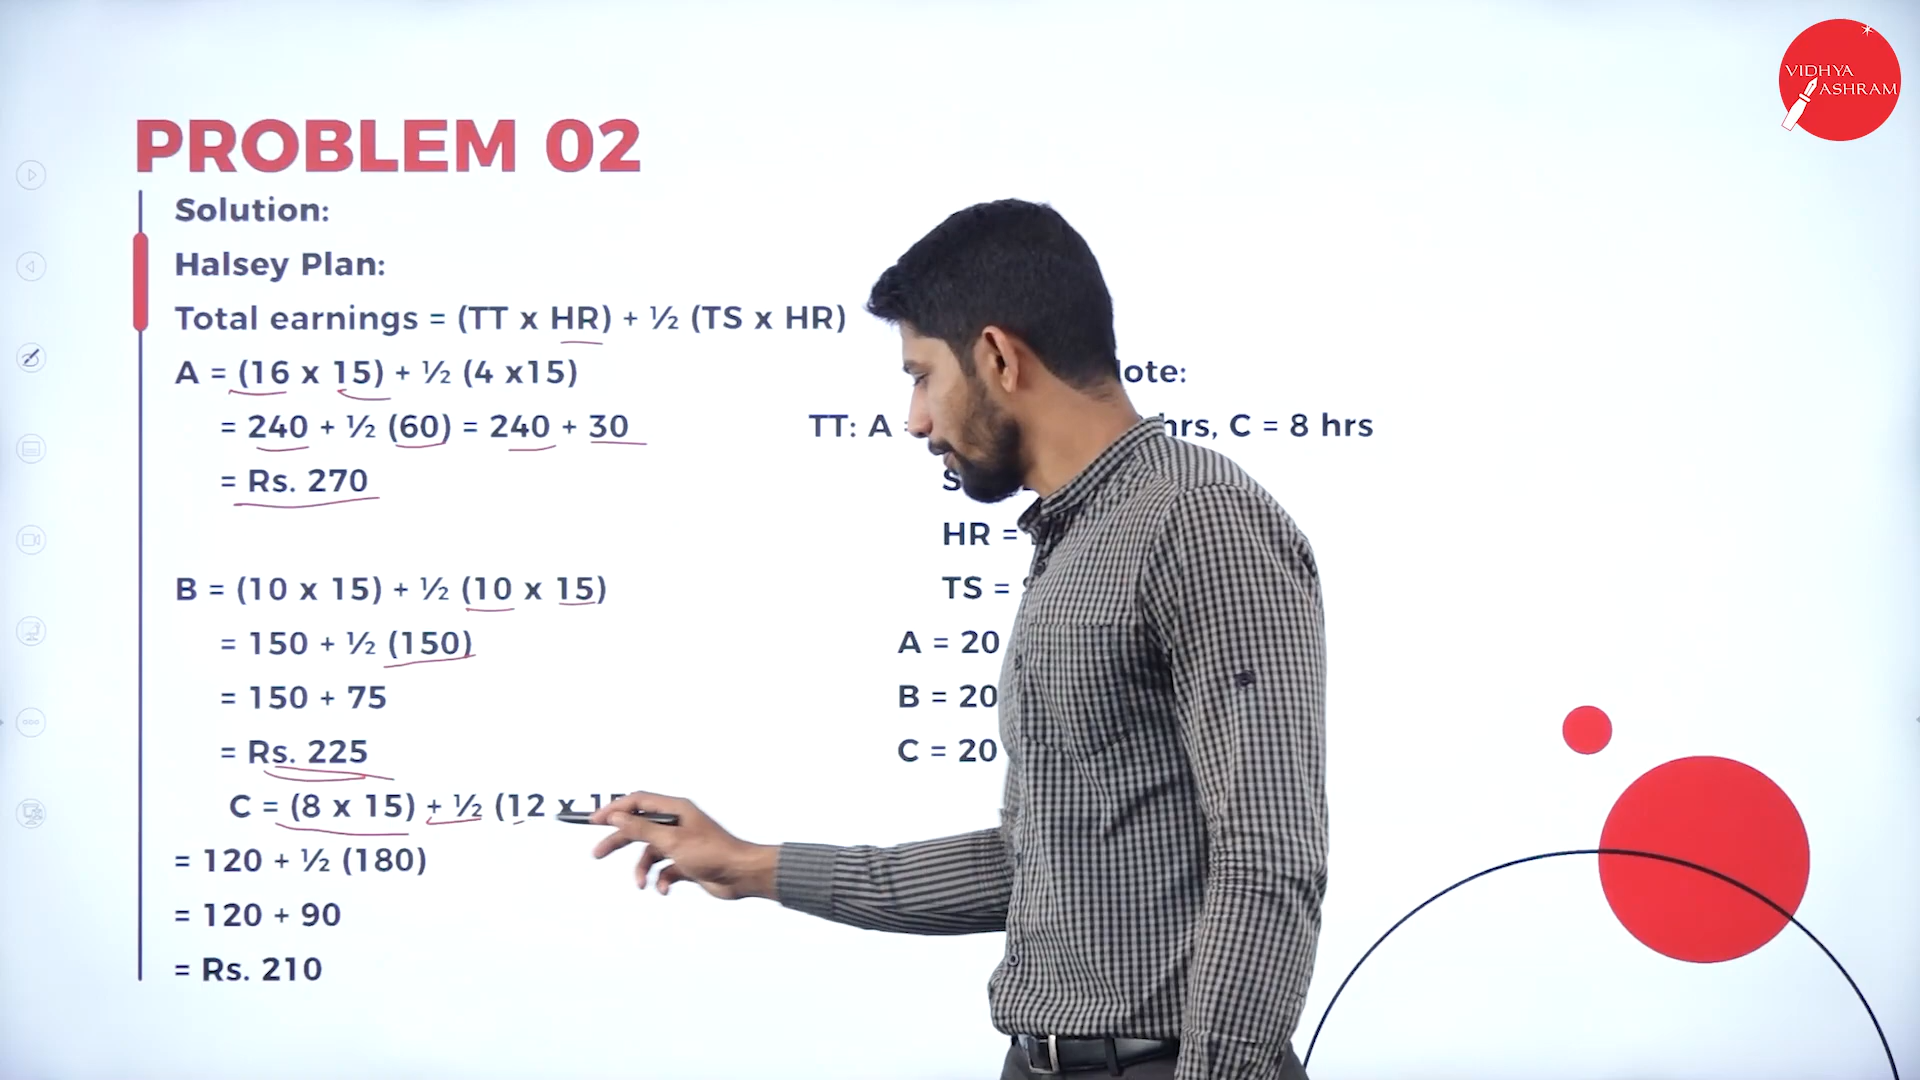 VIDHYA
ASHRAM
PROBLEM 02
Solution:
Halsey Plan:
Total earnings = (TT x HR) + ½ (TS x HR)
A = (16 x 15) + ½ (4 x15)
= 240 + ½ (60) = 240 + 30
= Rs. 270
B = (10 x 15) + ½ (10 x 15)
= 150 + ½ (150)
= 150 + 75
= Rs. 225
C = (8 x 15) + ½ (12 x 15
= 120 + ½ (180)
= 120 + 90
= Rs. 210
ote:
TT: A = hrs, C = 8 hrs
S
HR =
TS =
A = 20
B = 20
C = 20